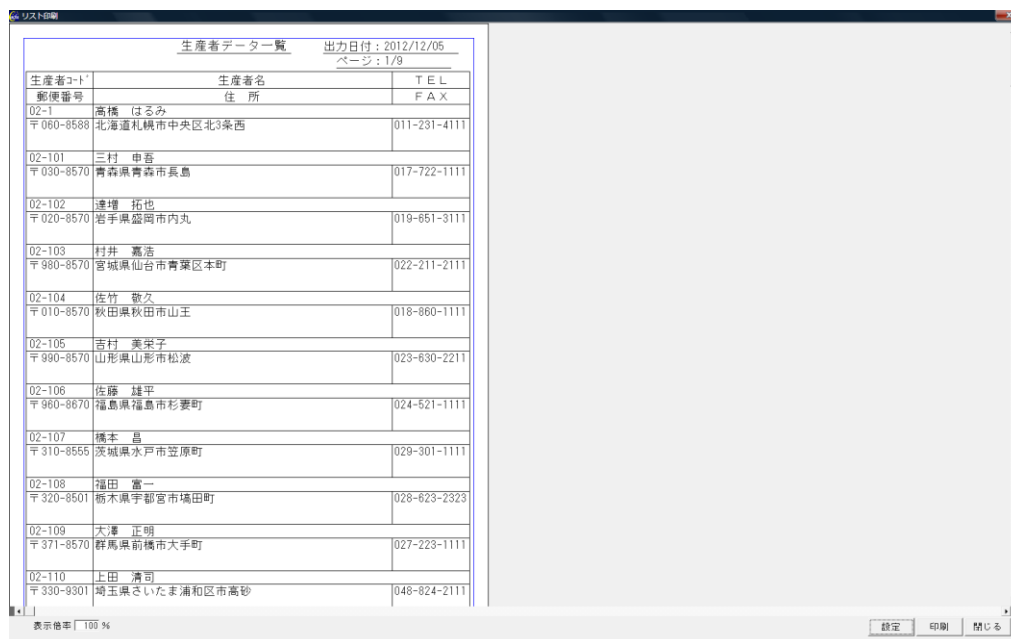 リスト印刷
生産者データ一覧 出力日付：2012/12/05
ページ：1/9
生産者ｺｰﾄﾞ 生産者名 ＴＥＬ
郵便番号 住　所 ＦＡＸ
02-1 高橋　はるみ
〒060-8588 北海道札幌市中央区北3条西 011-231-4111
02-101 三村　申吾
〒030-8570 青森県青森市長島 017-722-1111
02-102 達増　拓也
〒020-8570 岩手県盛岡市内丸 019-651-3111
02-103 村井　嘉浩
〒980-8570 宮城県仙台市青葉区本町 022-211-2111
02-104 佐竹　敬久
〒010-8570 秋田県秋田市山王 018-860-1111
02-105 吉村　美栄子
〒990-8570 山形県山形市松波 023-630-2211
02-106 佐藤　雄平
〒960-8670 福島県福島市杉妻町 024-521-1111
02-107 橋本　昌
〒310-8555 茨城県水戸市笠原町 029-301-1111
02-108 福田　富一
〒320-8501 栃木県宇都宮市塙田町 028-623-2323
02-109 大澤　正明
〒371-8570 群馬県前橋市大手町 027-223-1111
02-110 上田　清司
〒330-9301 埼玉県さいたま浦和区市高砂 048-824-2111
表示倍率 100 % 設定 印刷 閉じる